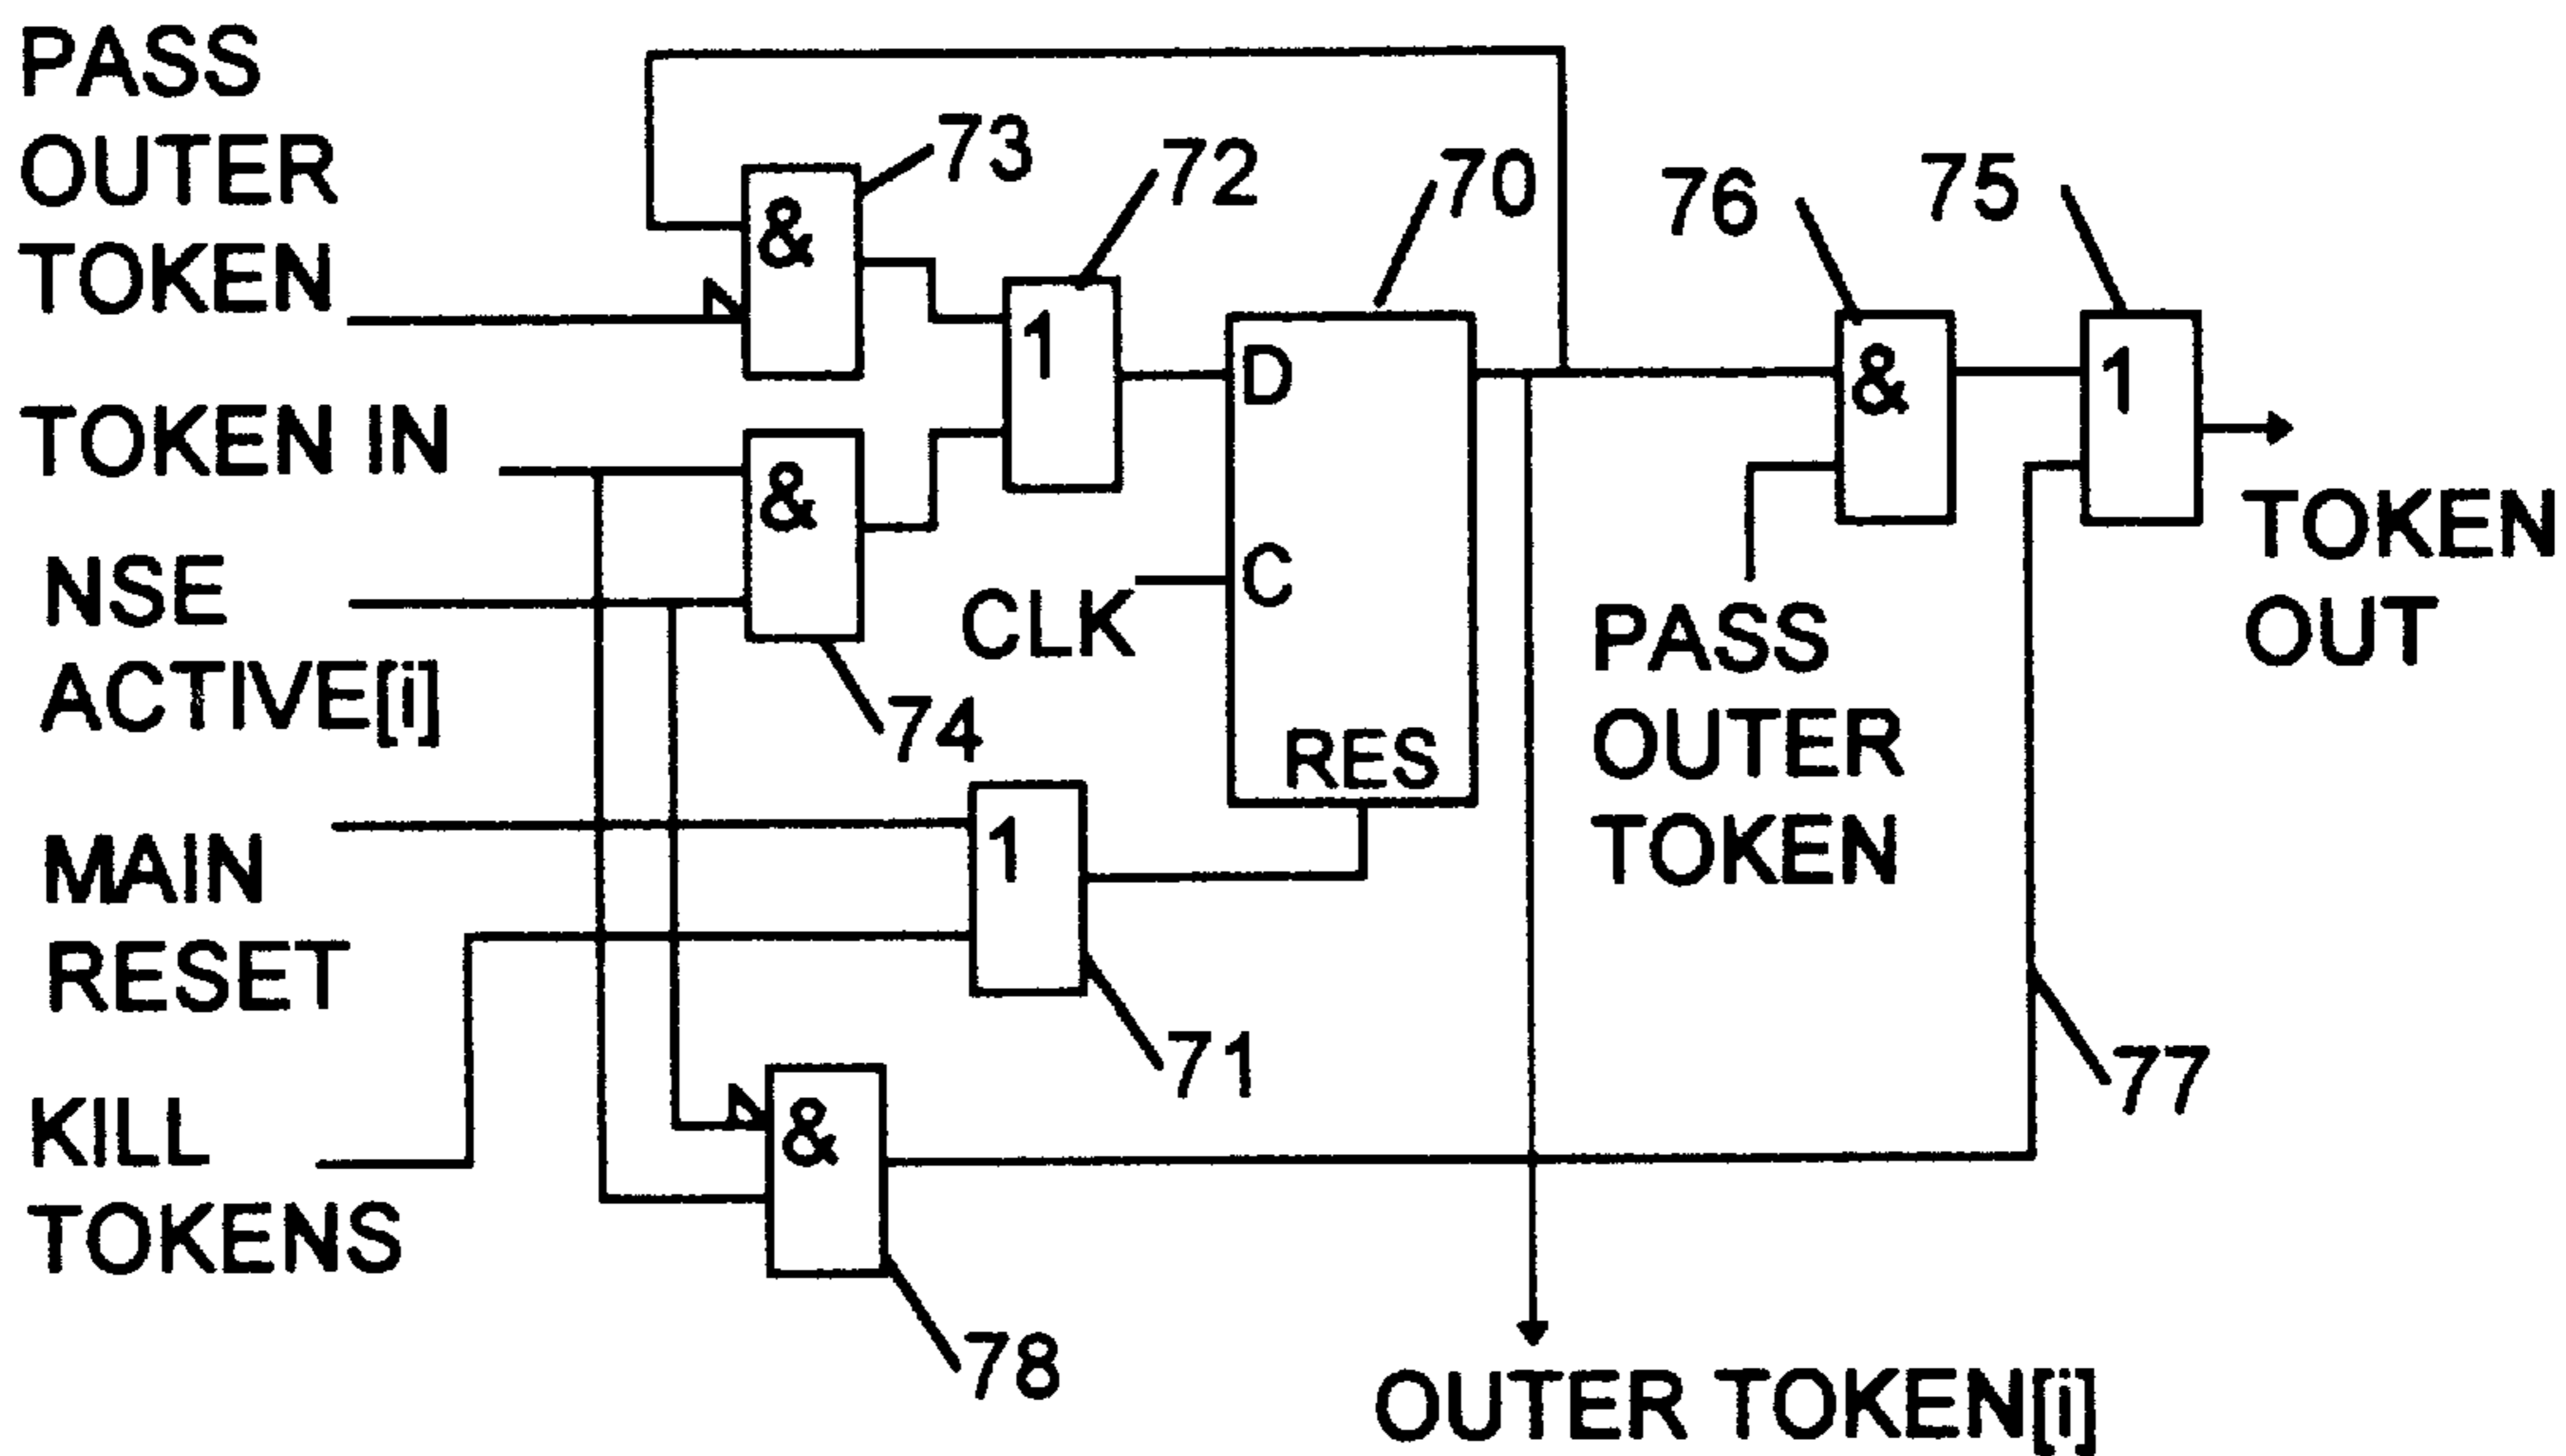 PASS
OUTER
TOKEN
TOKEN IN
NSE
ACTIVE[i]
MAIN
RESET
KILL
TOKENS
&
73
&
74
1
72
70
D
C
CLK
RES
1
71
&
78
76
&
75
1
PASS
OUTER
TOKEN
TOKEN
OUT
77
OUTER TOKEN[i]